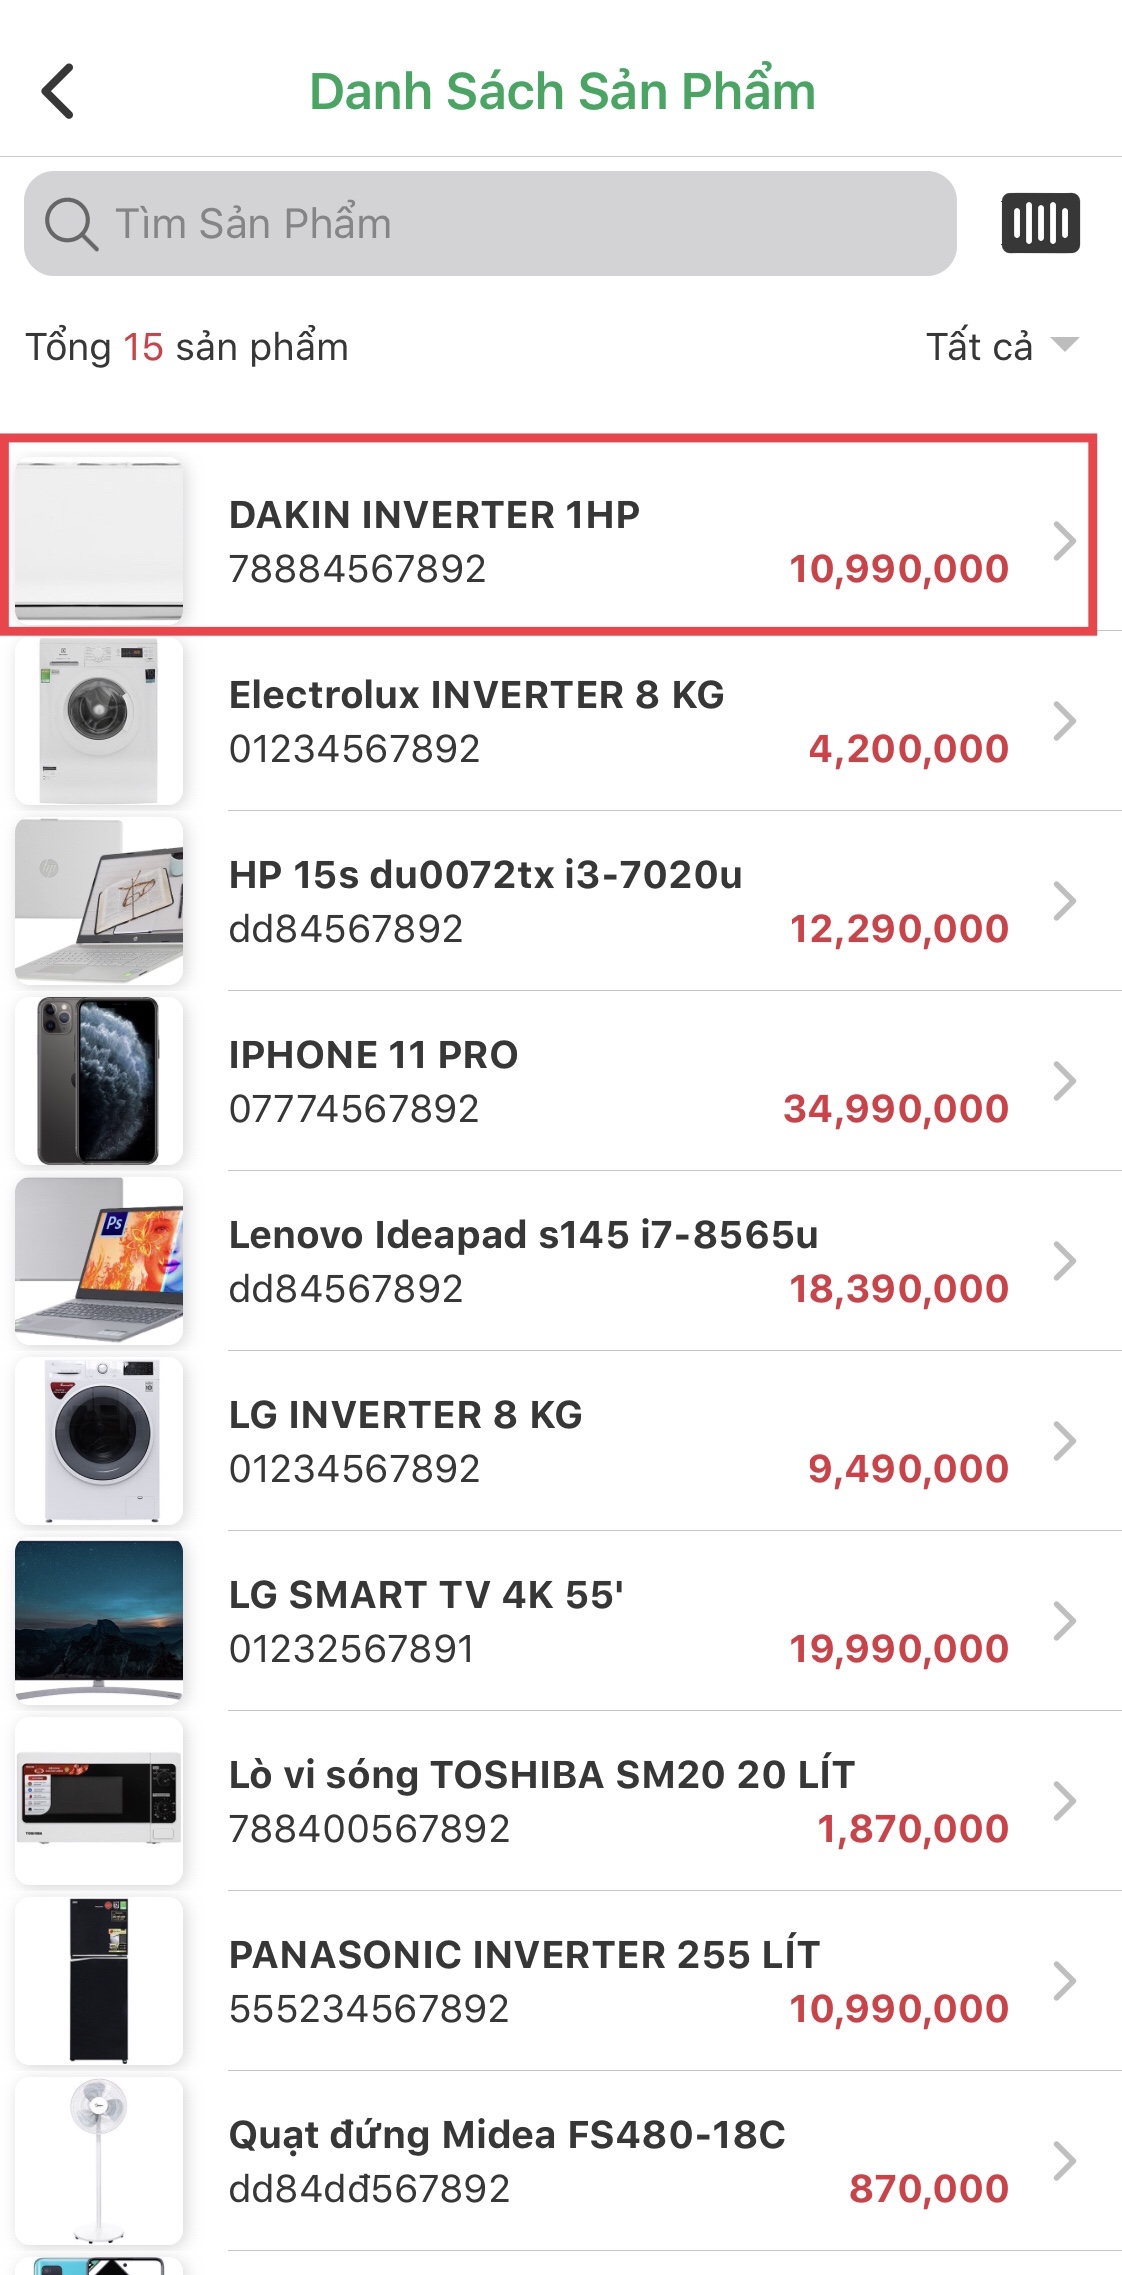 Danh Sách Sản Phẩm
Tìm Sản Phẩm
Tổng 15 sản phẩm
Tất cả
DAKIN INVERTER 1HP
78884567892
10,990,000
Electrolux INVERTER 8 KG
01234567892
4,200,000
HP 15s du0072tx i3-7020u
dd84567892
12,290,000
IPHONE 11 PRO
07774567892
34,990,000
Ps
Lenovo Ideapad s145 i7-8565u
dd84567892
18,390,000
LG INVERTER 8 KG
01234567892
9,490,000
LG SMART TV 4K 55'
01232567891
19,990,000
Lò vi sóng TOSHIBA SM20 20 LÍT
788400567892
1,870,000
TOSHIBA
PANASONIC INVERTER 255 LÍT
555234567892
10,990,000
Quạt đứng Midea FS480-18C
dd84dđ567892
870,000